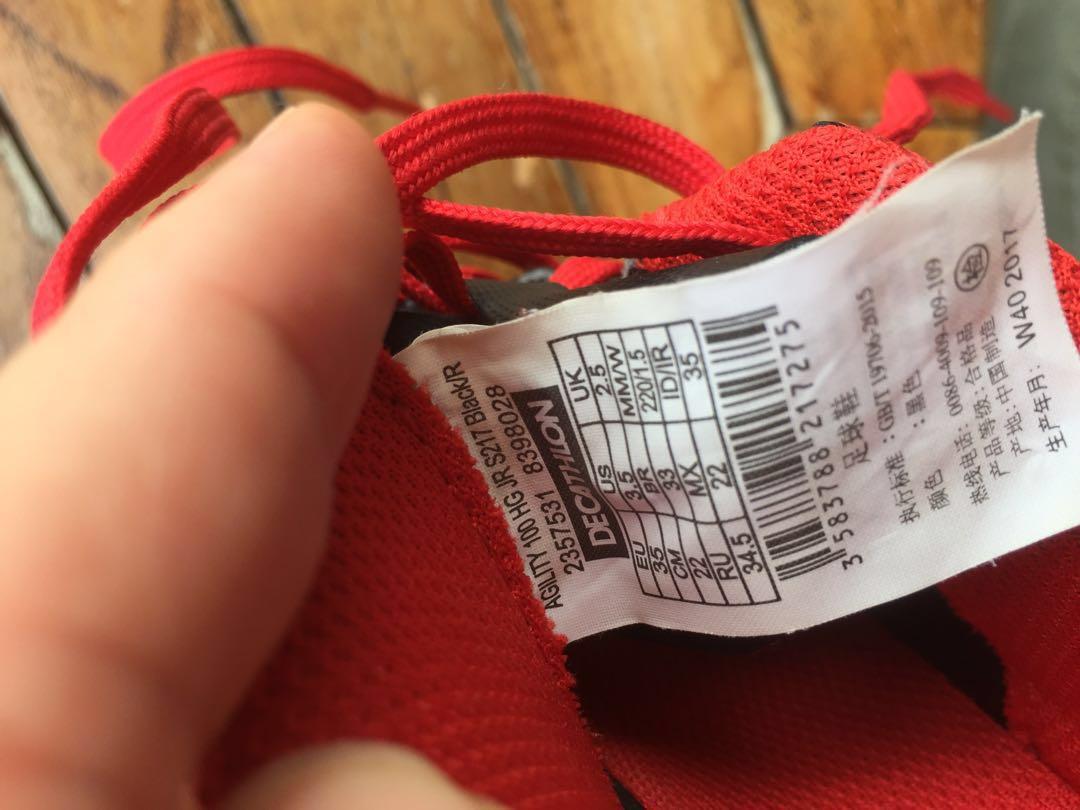 AGILITY 100 HG JR S217 Black/R
2357531 8398028
DECATHLON
EU US UK
35 3.5 2.5
CM BR MM/W
22 33 220/1.5
RU MX ID/IR
34.5 22 35
3 583788 217275
足球鞋
执行标准：GB/T 19706-2015
颜色 ：黑色
热线电话: 0086-4009-109-109
产品等级:合格品 检
产地:中国制造
生产年月: W40 2017